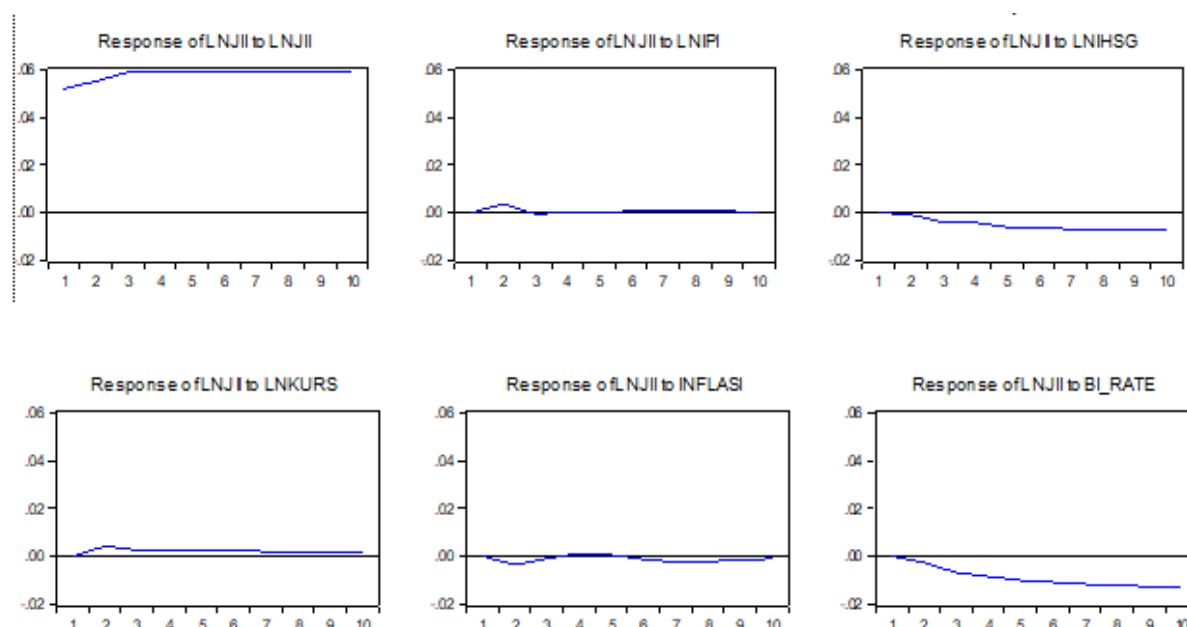 Response of LNJII to LNJII
Response of LNJII to LNIPI
Response of LNJII to LNIHSG
.06
.04
.02
.00
-.02
1 2 3 4 5 6 7 8 9 10
.06
.04
.02
.00
-.02
1 2 3 4 5 6 7 8 9 10
.06
.04
.02
.00
-.02
1 2 3 4 5 6 7 8 9 10
Response of LNJII to LNKURS
Response of LNJII to INFLASI
Response of LNJII to BI_RATE
.06
.04
.02
.00
-.02
1 2 3 4 5 6 7 8 9 10
.06
.04
.02
.00
-.02
1 2 3 4 5 6 7 8 9 10
.06
.04
.02
.00
-.02
1 2 3 4 5 6 7 8 9 10